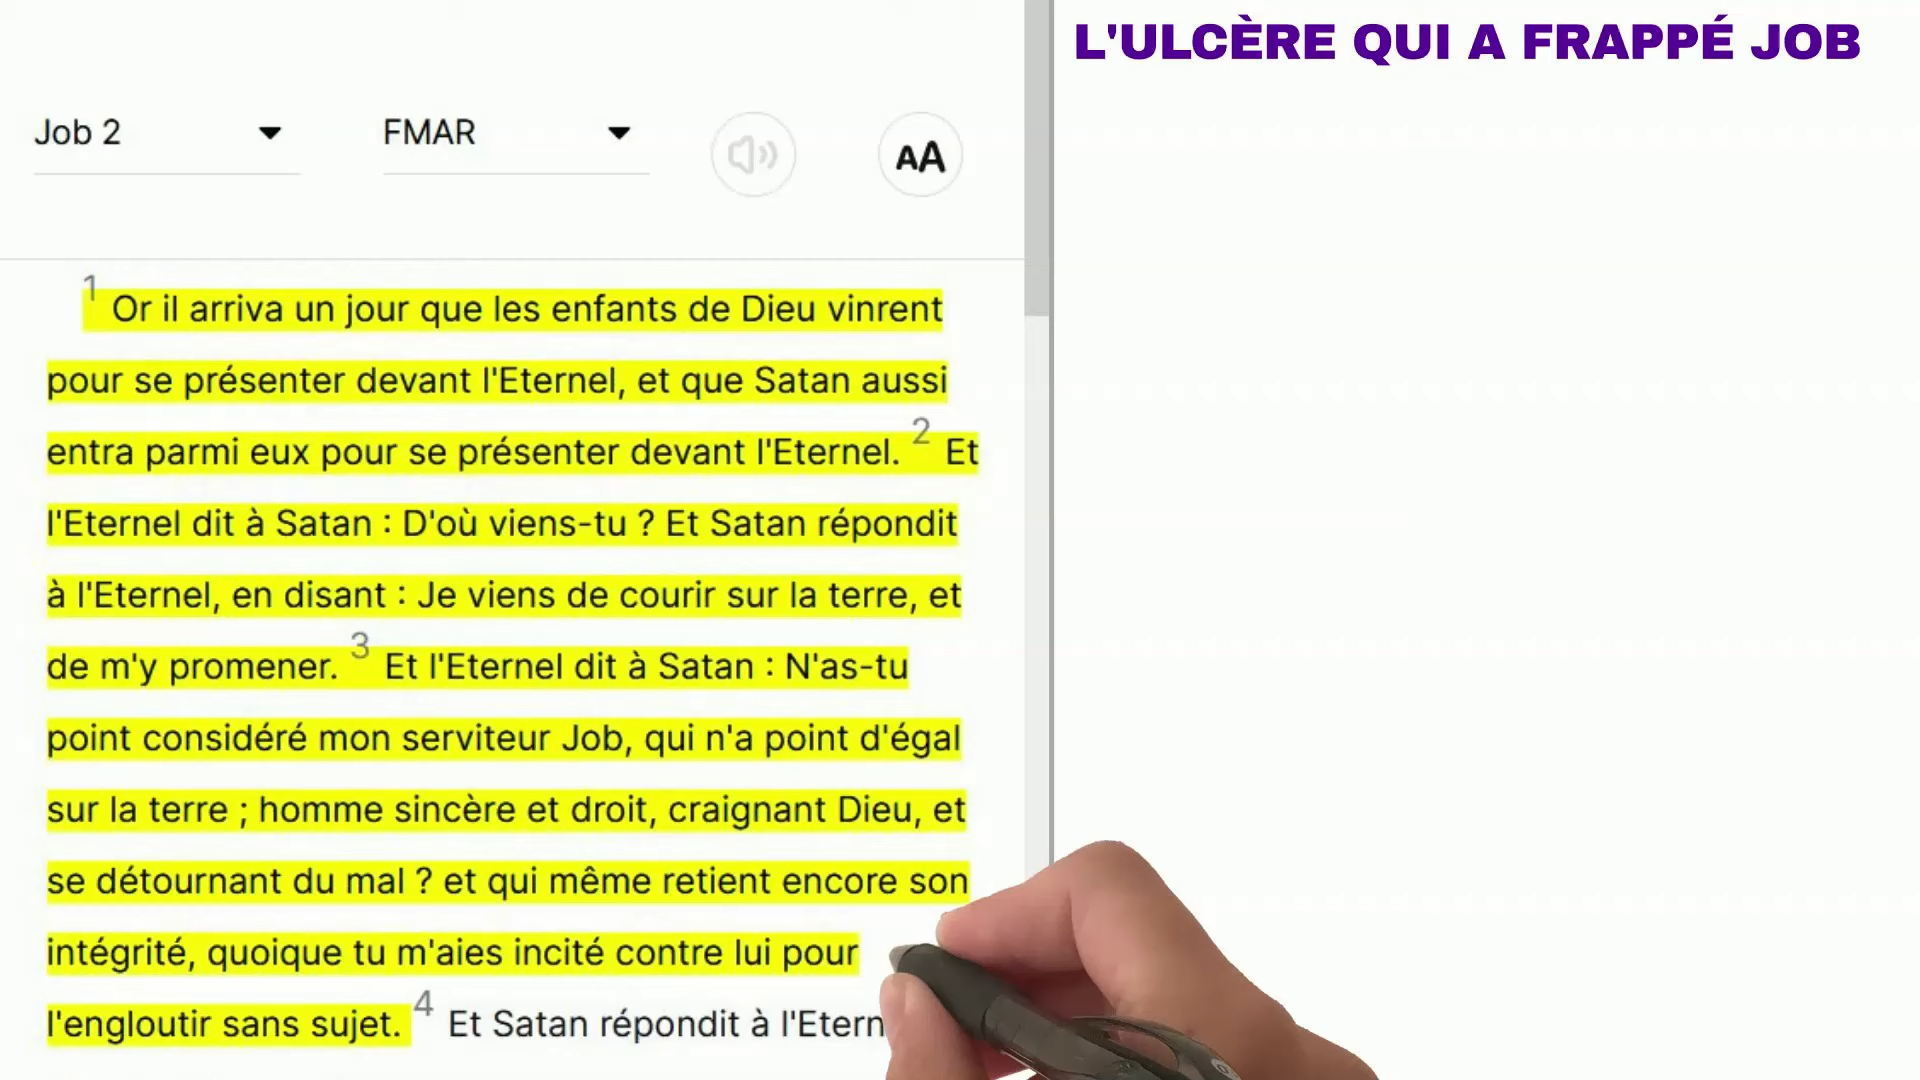 L'ULCÈRE QUI A FRAPPÉ JOB
Job 2
FMAR
AA
1 Or il arriva un jour que les enfants de Dieu vinrent
pour se présenter devant l'Eternel, et que Satan aussi
entra parmi eux pour se présenter devant l'Eternel. 2 Et
l'Eternel dit à Satan : D'où viens-tu ? Et Satan répondit
à l'Eternel, en disant : Je viens de courir sur la terre, et
de m'y promener. 3 Et l'Eternel dit à Satan : N'as-tu
point considéré mon serviteur Job, qui n'a point d'égal
sur la terre ; homme sincère et droit, craignant Dieu, et
se détournant du mal ? et qui même retient encore son
intégrité, quoique tu m'aies incité contre lui pour
l'engloutir sans sujet. 4 Et Satan répondit à l'Etern